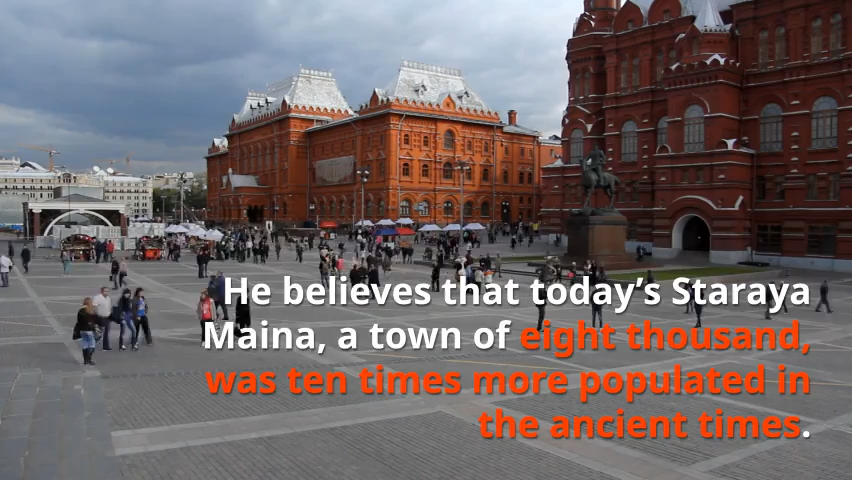 He believes that today’s Staraya
Maina, a town of eight thousand,
was ten times more populated in
the ancient times.